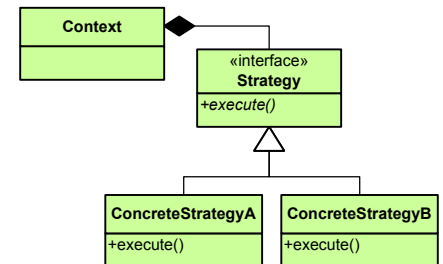 Context
«interface»
Strategy
+execute()
ConcreteStrategyA
+execute()
ConcreteStrategyB
+execute()